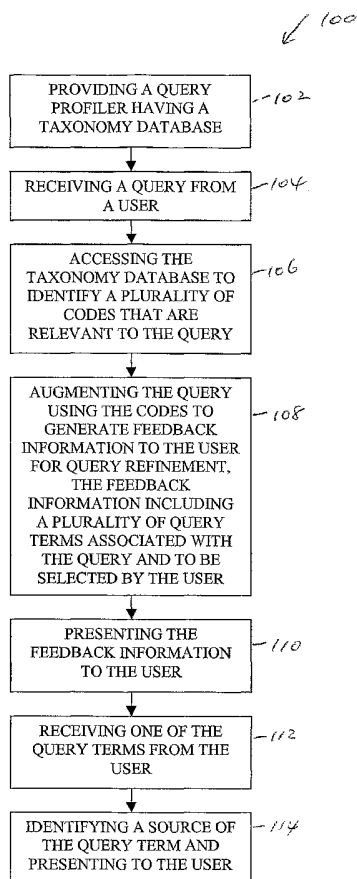 100
PROVIDING A QUERY
PROFILER HAVING A
TAXONOMY DATABASE
102
RECEIVING A QUERY FROM
A USER
104
ACCESSING THE
TAXONOMY DATABASE TO
IDENTIFY A PLURALITY OF
CODES THAT ARE
RELEVANT TO THE QUERY
106
AUGMENTING THE QUERY
USING THE CODES TO
GENERATE FEEDBACK
INFORMATION TO THE USER
FOR QUERY REFINEMENT,
THE FEEDBACK
INFORMATION INCLUDING
A PLURALITY OF QUERY
TERMS ASSOCIATED WITH
THE QUERY AND TO BE
SELECTED BY THE USER
108
PRESENTING THE
FEEDBACK INFORMATION
TO THE USER
110
RECEIVING ONE OF THE
QUERY TERMS FROM THE
USER
112
IDENTIFYING A SOURCE OF
THE QUERY TERM AND
PRESENTING TO THE USER
114